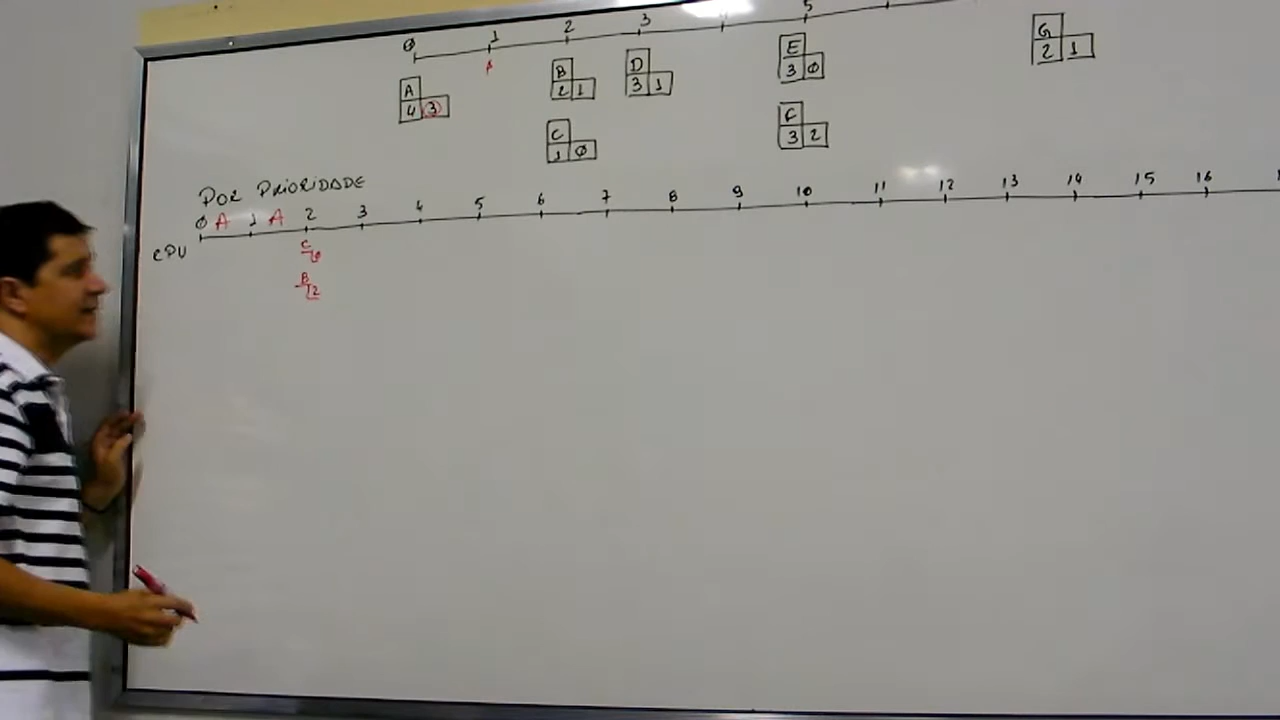 0 1 2 3 5
A
4 3
B
2 1
D
3 1
E
3 0
G
2 1
C
1 0
F
3 2
POR PRIORIDADE
0 A 1 A 2 3 4 5 6 7 8 9 10 11 12 13 14 15 16
CPU
C
B
2